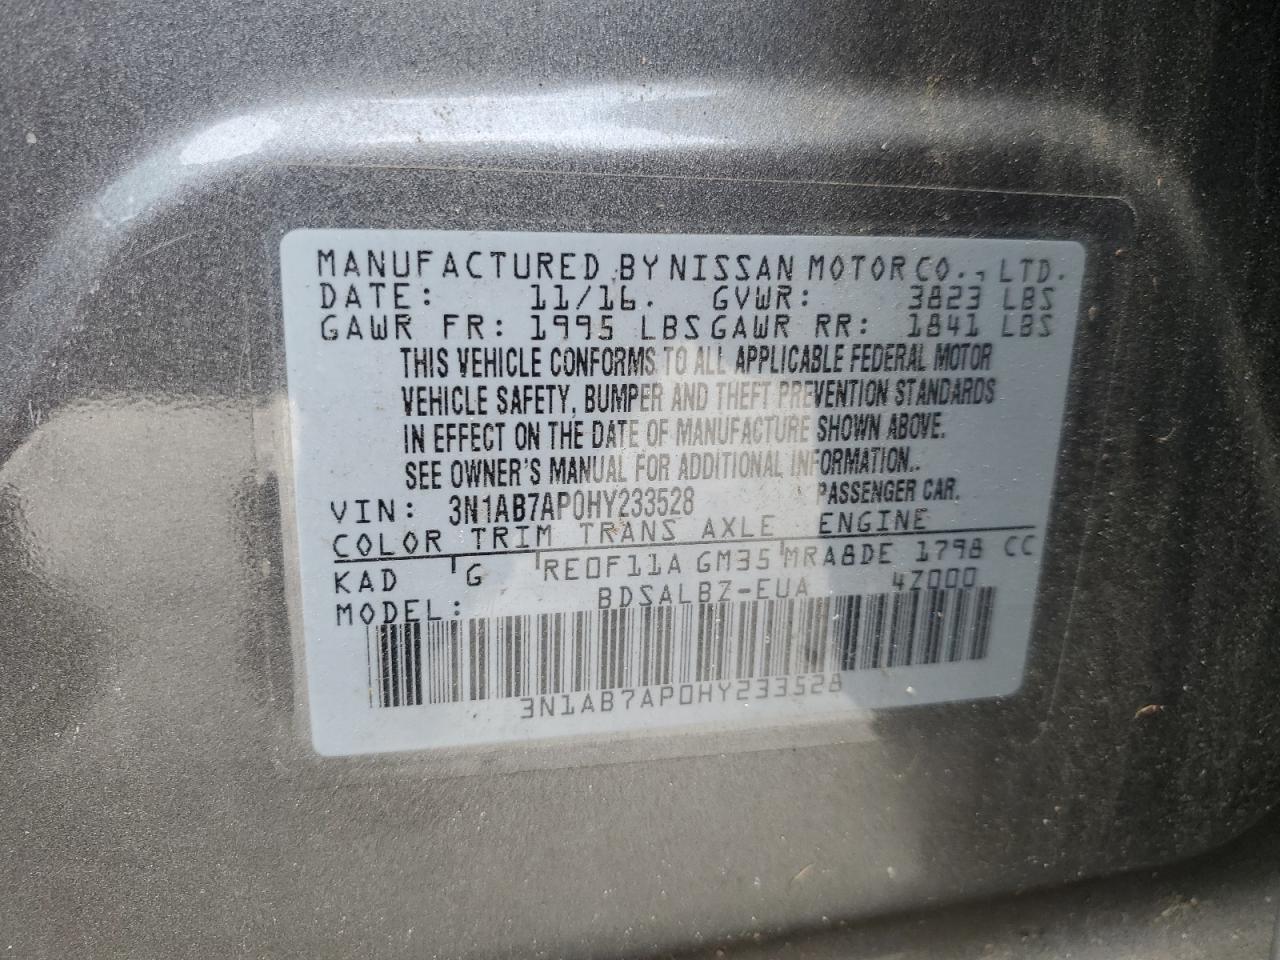 MANUFACTURED BY NISSAN MOTOR CO., LTD.
DATE: 11/16. GVWR: 3823 LBS
GAWR FR: 1995 LBS GAWR RR: 1841 LBS
THIS VEHICLE CONFORMS TO ALL APPLICABLE FEDERAL MOTOR
VEHICLE SAFETY, BUMPER AND THEFT PREVENTION STANDARDS
IN EFFECT ON THE DATE OF MANUFACTURE SHOWN ABOVE.
SEE OWNER'S MANUAL FOR ADDITIONAL INFORMATION..
VIN: 3N1AB7AP0HY233528 PASSENGER CAR.
COLOR TRIM TRANS AXLE ENGINE
KAD G RE0F11A GM35 MRA8DE 1798 CC
MODEL: BDSALBZ-EUA 4Z000
3N1AB7AP0HY233528